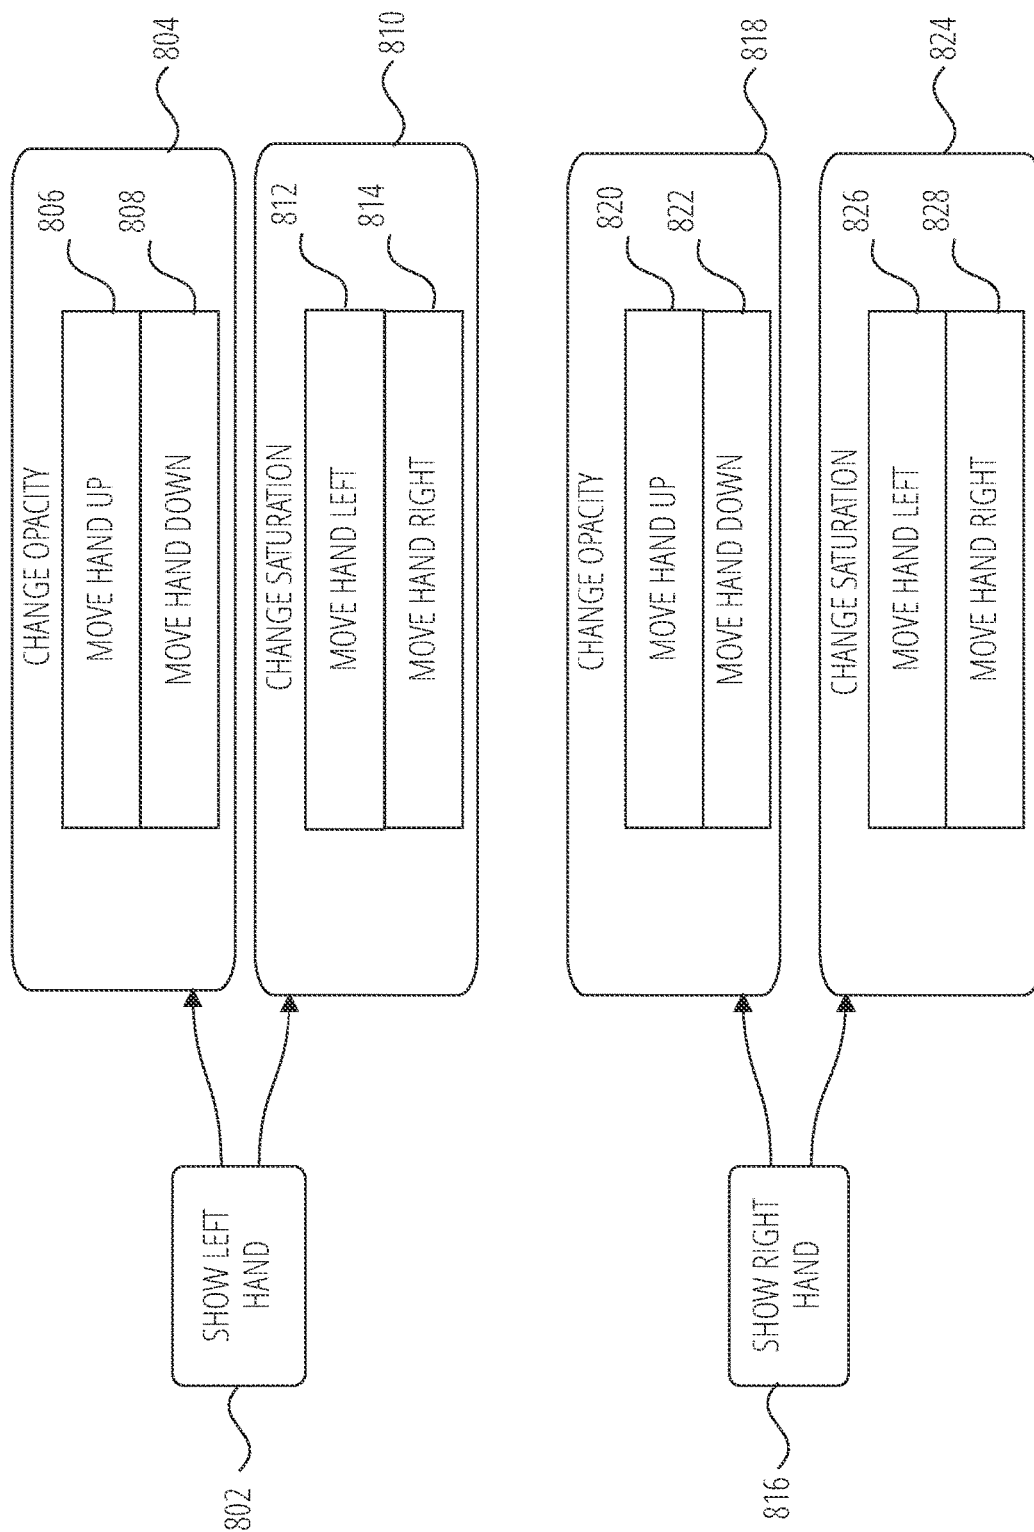 802
SHOW LEFT
HAND
804
CHANGE OPACITY
806
MOVE HAND UP
808
MOVE HAND DOWN
810
CHANGE SATURATION
812
MOVE HAND LEFT
814
MOVE HAND RIGHT
816
SHOW RIGHT
HAND
818
CHANGE OPACITY
820
MOVE HAND UP
822
MOVE HAND DOWN
824
CHANGE SATURATION
826
MOVE HAND LEFT
828
MOVE HAND RIGHT